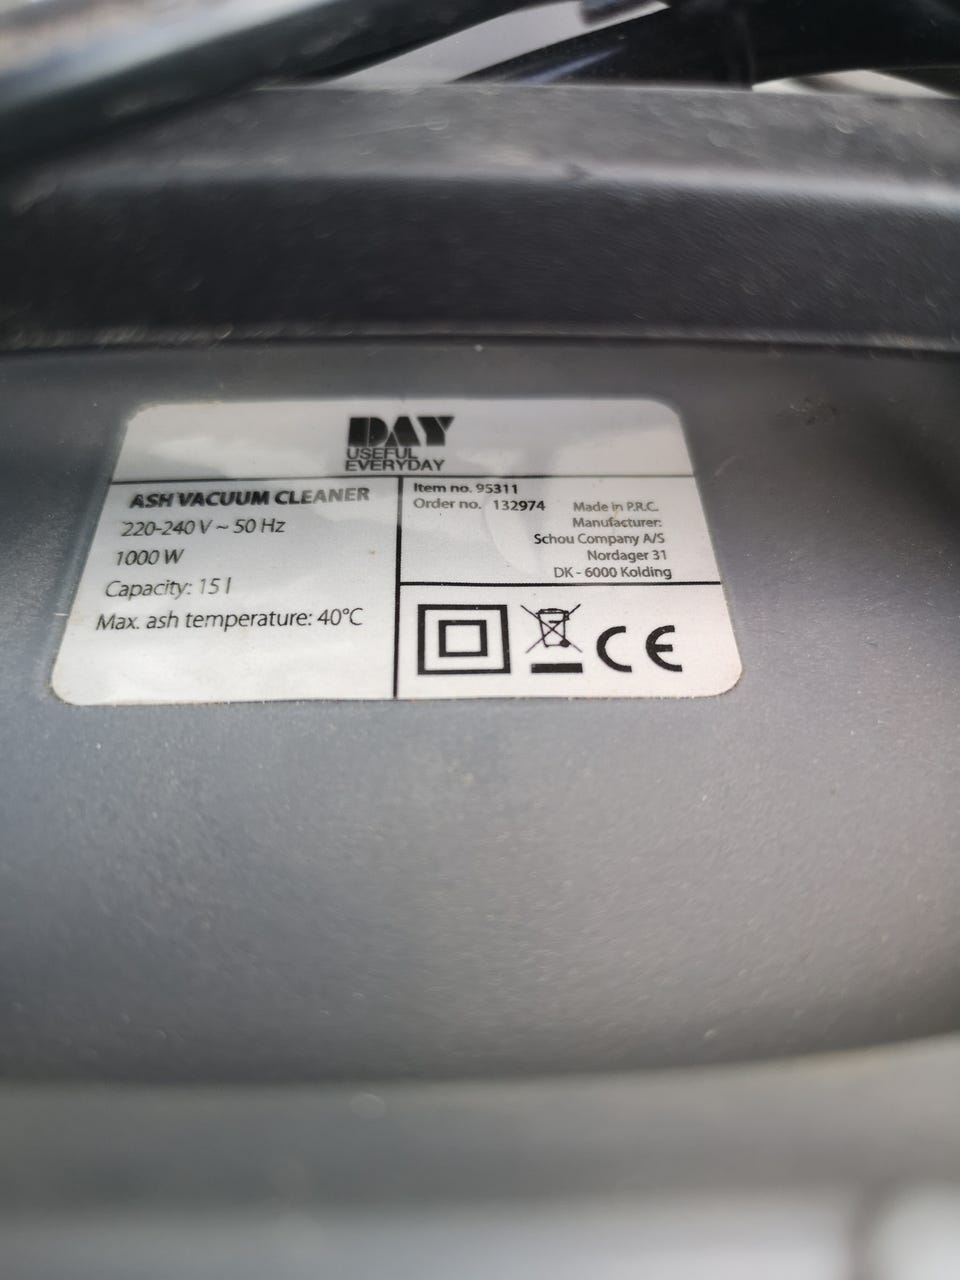 DAY
USEFUL
EVERYDAY
ASH VACUUM CLEANER
220-240 V ~ 50 Hz
1000 W
Capacity: 15 l
Max. ash temperature: 40°C
Item no. 95311
Order no. 132974
Made in P.R.C.
Manufacturer:
Schou Company A/S
Nordager 31
DK - 6000 Kolding
CE